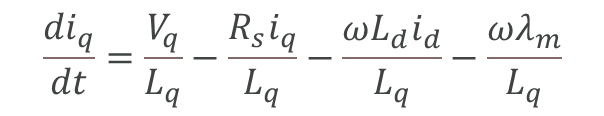 di_q/dt = V_q/L_q − R_s i_q/L_q − ωL_d i_d/L_q − ωλ_m/L_q